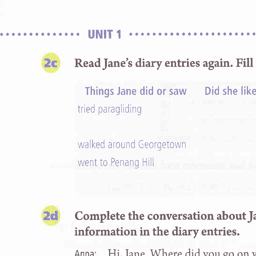 UNIT 1
2c Read Jane's diary entries again. Fill
Things Jane did or saw Did she like
tried paragliding
walked around Georgetown
went to Penang Hill
2d Complete the conversation about Ja
information in the diary entries.
Anna: Hi, Jane. Where did you go on v